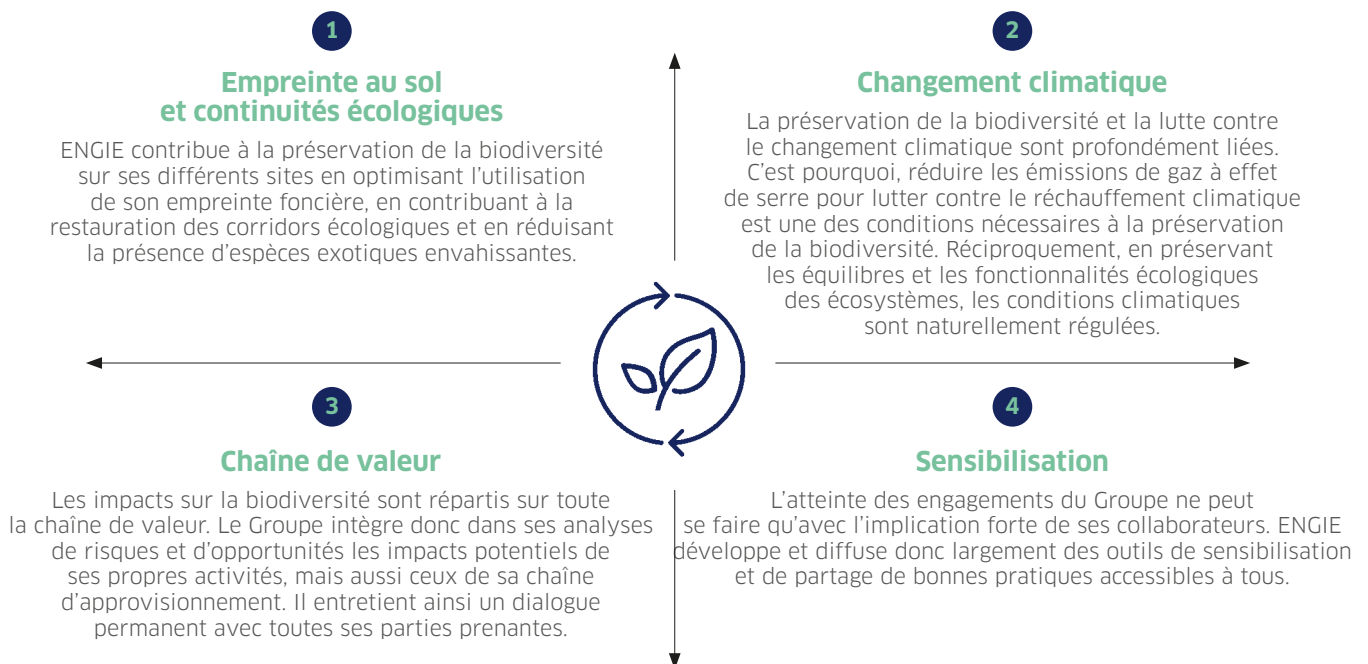 1
Empreinte au sol
et continuités écologiques
ENGIE contribue à la préservation de la biodiversité
sur ses différents sites en optimisant l’utilisation
de son empreinte foncière, en contribuant à la
restauration des corridors écologiques et en réduisant
la présence d’espèces exotiques envahissantes.
2
Changement climatique
La préservation de la biodiversité et la lutte contre
le changement climatique sont profondément liées.
C’est pourquoi, réduire les émissions de gaz à effet
de serre pour lutter contre le réchauffement climatique
est une des conditions nécessaires à la préservation
de la biodiversité. Réciproquement, en préservant
les équilibres et les fonctionnalités écologiques
des écosystèmes, les conditions climatiques
sont naturellement régulées.
3
Chaîne de valeur
Les impacts sur la biodiversité sont répartis sur toute
la chaîne de valeur. Le Groupe intègre donc dans ses analyses
de risques et d’opportunités les impacts potentiels de
ses propres activités, mais aussi ceux de sa chaîne
d’approvisionnement. Il entretient ainsi un dialogue
permanent avec toutes ses parties prenantes.
4
Sensibilisation
L’atteinte des engagements du Groupe ne peut
se faire qu’avec l’implication forte de ses collaborateurs. ENGIE
développe et diffuse donc largement des outils de sensibilisation
et de partage de bonnes pratiques accessibles à tous.